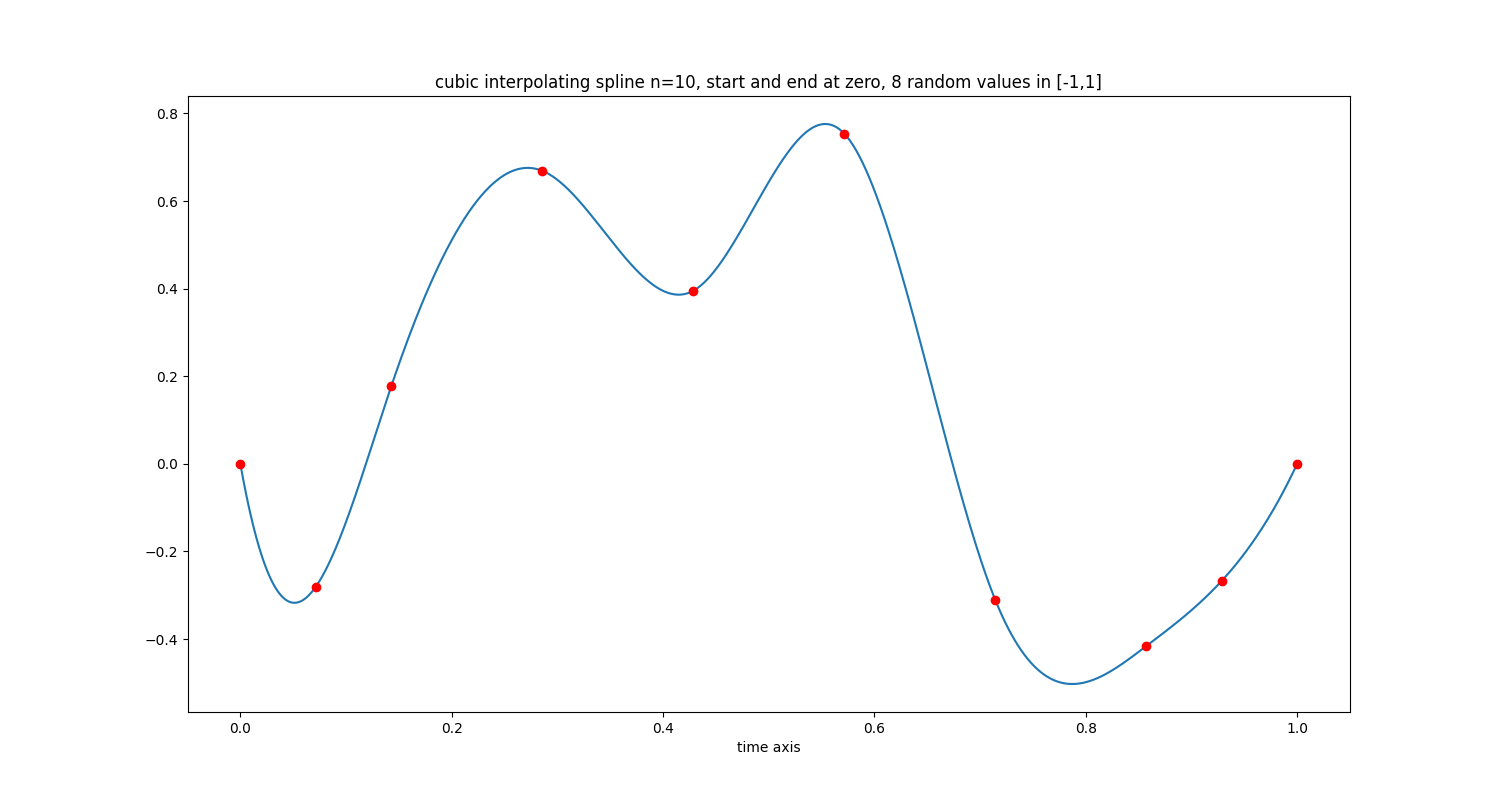 cubic interpolating spline n=10, start and end at zero, 8 random values in [-1,1]
0.8
0.6
0.4
0.2
0.0
−0.2
−0.4
0.0 0.2 0.4 0.6 0.8 1.0
time axis